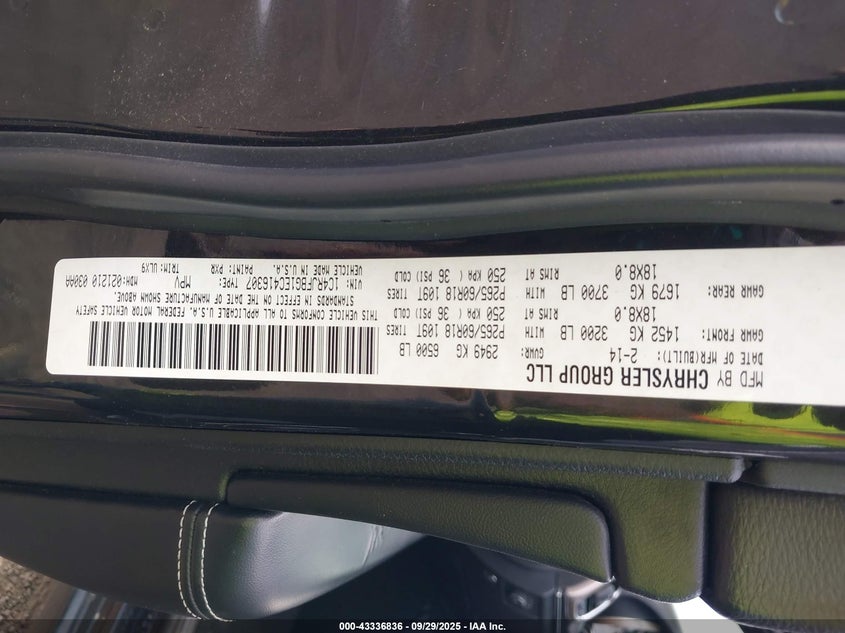 MFD BY CHRYSLER GROUP LLC
DATE OF MFR(BUILT): 2-14 GVWR: 2949 KG 6500 LB
GAWR FRONT: 1452 KG 3200 LB WITH P265/60R18 109T TIRES
18X8.0 RIMS AT 250 KPA ( 36 PSI) COLD
GAWR REAR: 1679 KG 3700 LB WITH P265/60R18 109T TIRES
18X8.0 RIMS AT 250 KPA ( 36 PSI) COLD
THIS VEHICLE CONFORMS TO ALL APPLICABLE U.S.A. FEDERAL MOTOR VEHICLE SAFETY
STANDARDS IN EFFECT ON THE DATE OF MANUFACTURE SHOWN ABOVE.
VIN: 1C4RJFBG1EC416307 TYPE: MPV MDH:021210 030AA
VEHICLE MADE IN U.S.A. PAINT: PXR TRIM: ULX9
000-43336836 - 09/29/2025 - IAA Inc.